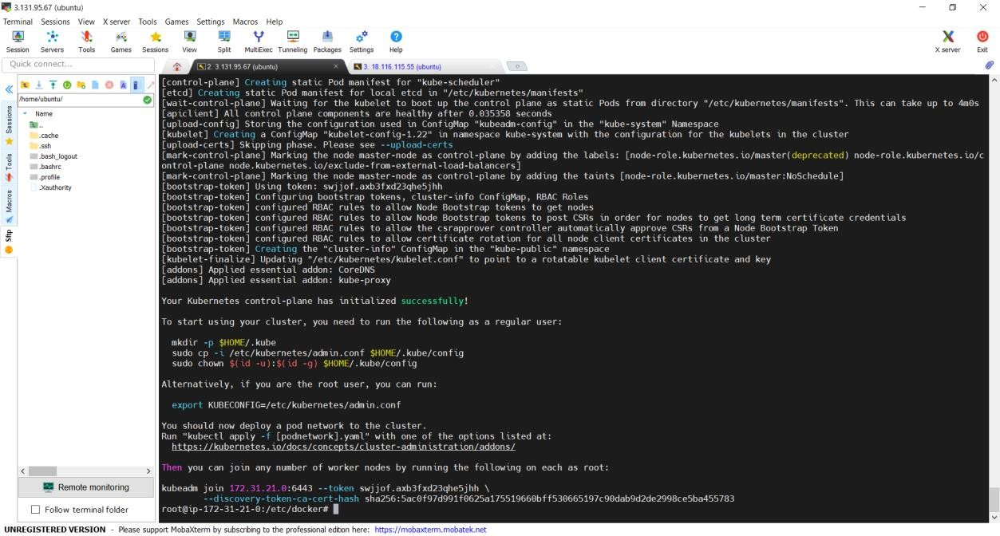 3.131.95.67 (ubuntu)
Terminal Sessions View X server Tools Games Settings Macros Help
Session Servers Tools Games Sessions View Split MultiExec Tunneling Packages Settings Help X server Exit
Quick connect...
2. 3.131.95.67 (ubuntu)
3. 18.116.115.55 (ubuntu)
/home/ubuntu/
Name
..
.cache
.ssh
.bash_logout
.bashrc
.profile
.Xauthority
Sessions
Tools
Macros
Sftp
[control-plane] Creating static Pod manifest for "kube-scheduler"
[etcd] Creating static Pod manifest for local etcd in "/etc/kubernetes/manifests"
[wait-control-plane] Waiting for the kubelet to boot up the control plane as static Pods from directory "/etc/kubernetes/manifests". This can take up to 4m0s
[apiclient] All control plane components are healthy after 0.035358 seconds
[upload-config] Storing the configuration used in ConfigMap "kubeadm-config" in the "kube-system" Namespace
[kubelet] Creating a ConfigMap "kubelet-config-1.22" in namespace kube-system with the configuration for the kubelets in the cluster
[upload-certs] Skipping phase. Please see --upload-certs
[mark-control-plane] Marking the node master-node as control-plane by adding the labels: [node-role.kubernetes.io/master(deprecated) node-role.kubernetes.io/c
ontrol-plane node.kubernetes.io/exclude-from-external-load-balancers]
[mark-control-plane] Marking the node master-node as control-plane by adding the taints [node-role.kubernetes.io/master:NoSchedule]
[bootstrap-token] Using token: swjjof.axb3fxd23qhe5jhh
[bootstrap-token] Configuring bootstrap tokens, cluster-info ConfigMap, RBAC Roles
[bootstrap-token] configured RBAC rules to allow Node Bootstrap tokens to get nodes
[bootstrap-token] configured RBAC rules to allow Node Bootstrap tokens to post CSRs in order for nodes to get long term certificate credentials
[bootstrap-token] configured RBAC rules to allow the csrapprover controller automatically approve CSRs from a Node Bootstrap Token
[bootstrap-token] configured RBAC rules to allow certificate rotation for all node client certificates in the cluster
[bootstrap-token] Creating the "cluster-info" ConfigMap in the "kube-public" namespace
[kubelet-finalize] Updating "/etc/kubernetes/kubelet.conf" to point to a rotatable kubelet client certificate and key
[addons] Applied essential addon: CoreDNS
[addons] Applied essential addon: kube-proxy
Your Kubernetes control-plane has initialized successfully!
To start using your cluster, you need to run the following as a regular user:
mkdir -p $HOME/.kube
sudo cp -i /etc/kubernetes/admin.conf $HOME/.kube/config
sudo chown $(id -u):$(id -g) $HOME/.kube/config
Alternatively, if you are the root user, you can run:
export KUBECONFIG=/etc/kubernetes/admin.conf
You should now deploy a pod network to the cluster.
Run "kubectl apply -f [podnetwork].yaml" with one of the options listed at:
https://kubernetes.io/docs/concepts/cluster-administration/addons/
Then you can join any number of worker nodes by running the following on each as root:
kubeadm join 172.31.21.0:6443 --token swjjof.axb3fxd23qhe5jhh \
--discovery-token-ca-cert-hash sha256:5ac0f97d991f0625a175519660bff530665197c90dab9d2de2998ce5ba455783
root@ip-172-31-21-0:/etc/docker#
Remote monitoring
Follow terminal folder
UNREGISTERED VERSION - Please support MobaXterm by subscribing to the professional edition here: https://mobaxterm.mobatek.net